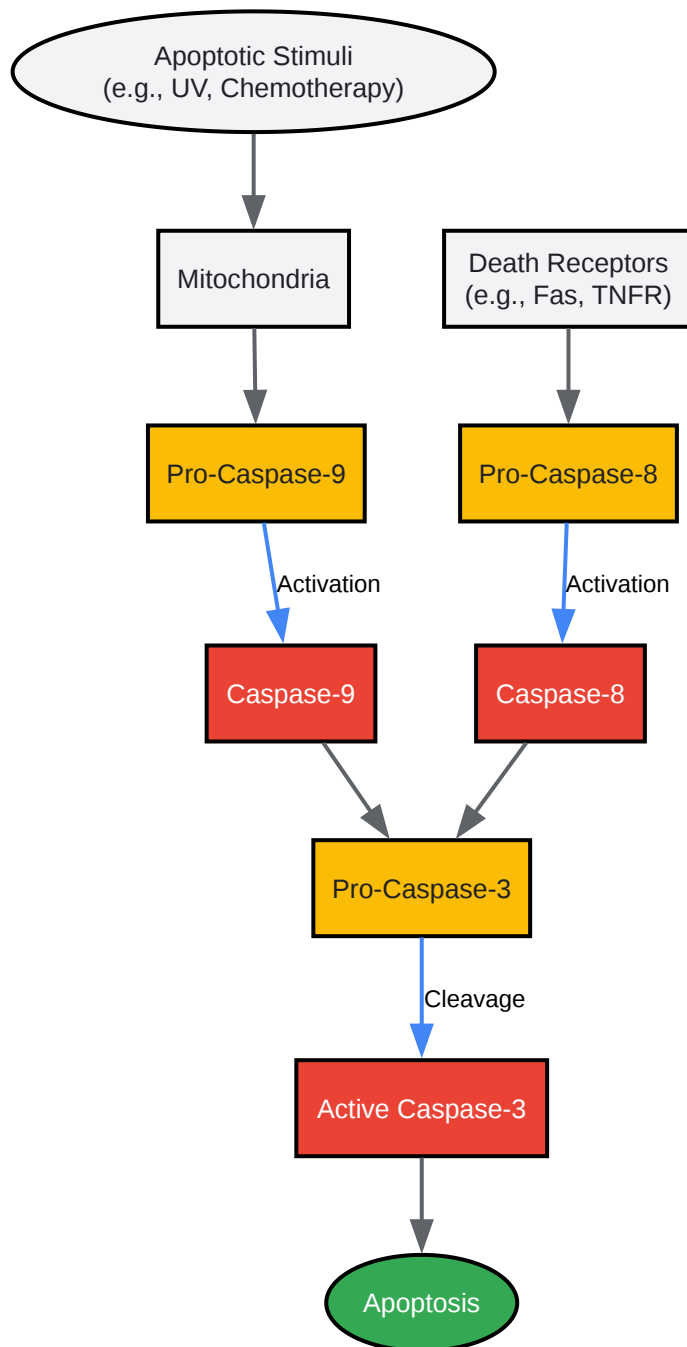 Apoptotic Stimuli
(e.g., UV, Chemotherapy)
Mitochondria
Death Receptors
(e.g., Fas, TNFR)
Pro-Caspase-9
Pro-Caspase-8
Activation
Activation
Caspase-9
Caspase-8
Pro-Caspase-3
Cleavage
Active Caspase-3
Apoptosis